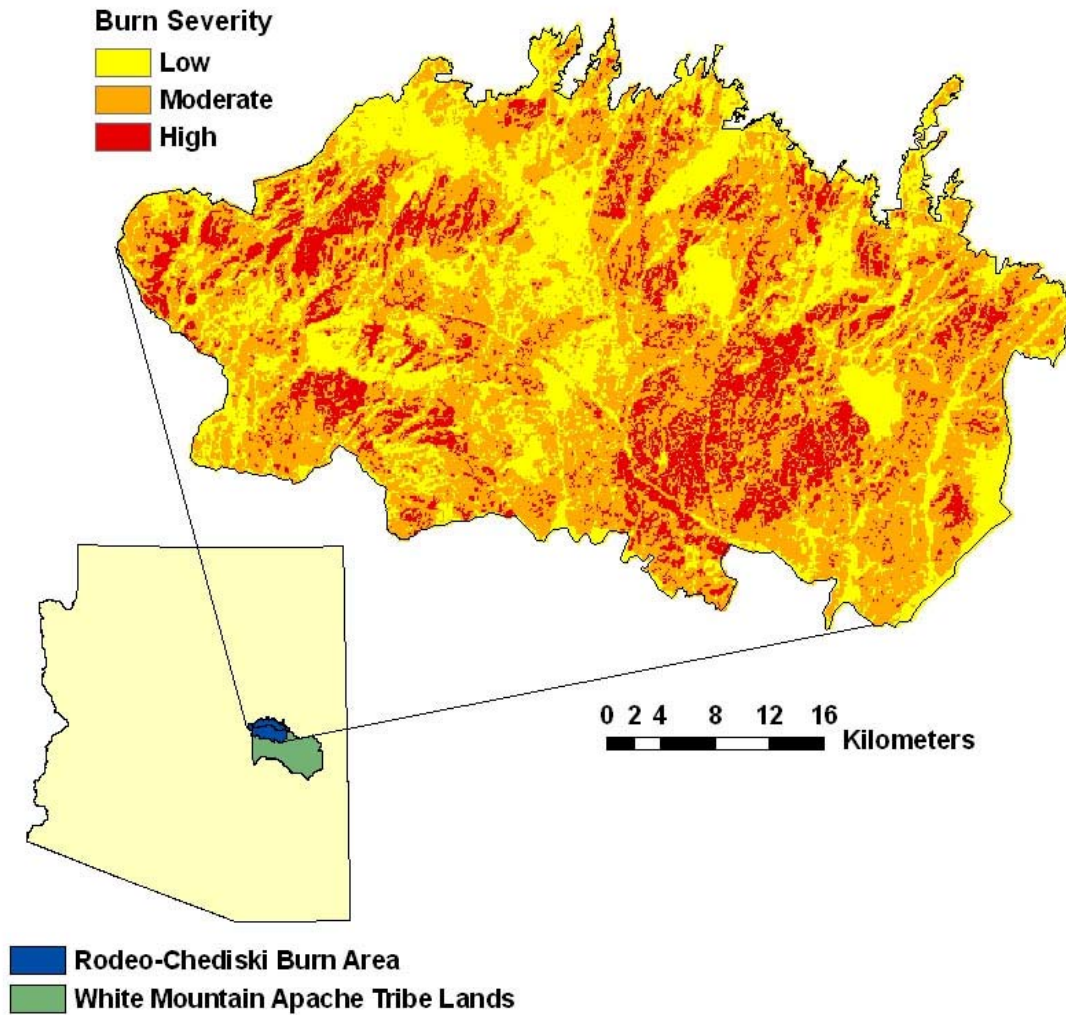 Burn Severity
Low
Moderate
High
0 2 4 8 12 16
Kilometers
Rodeo-Chediski Burn Area
White Mountain Apache Tribe Lands